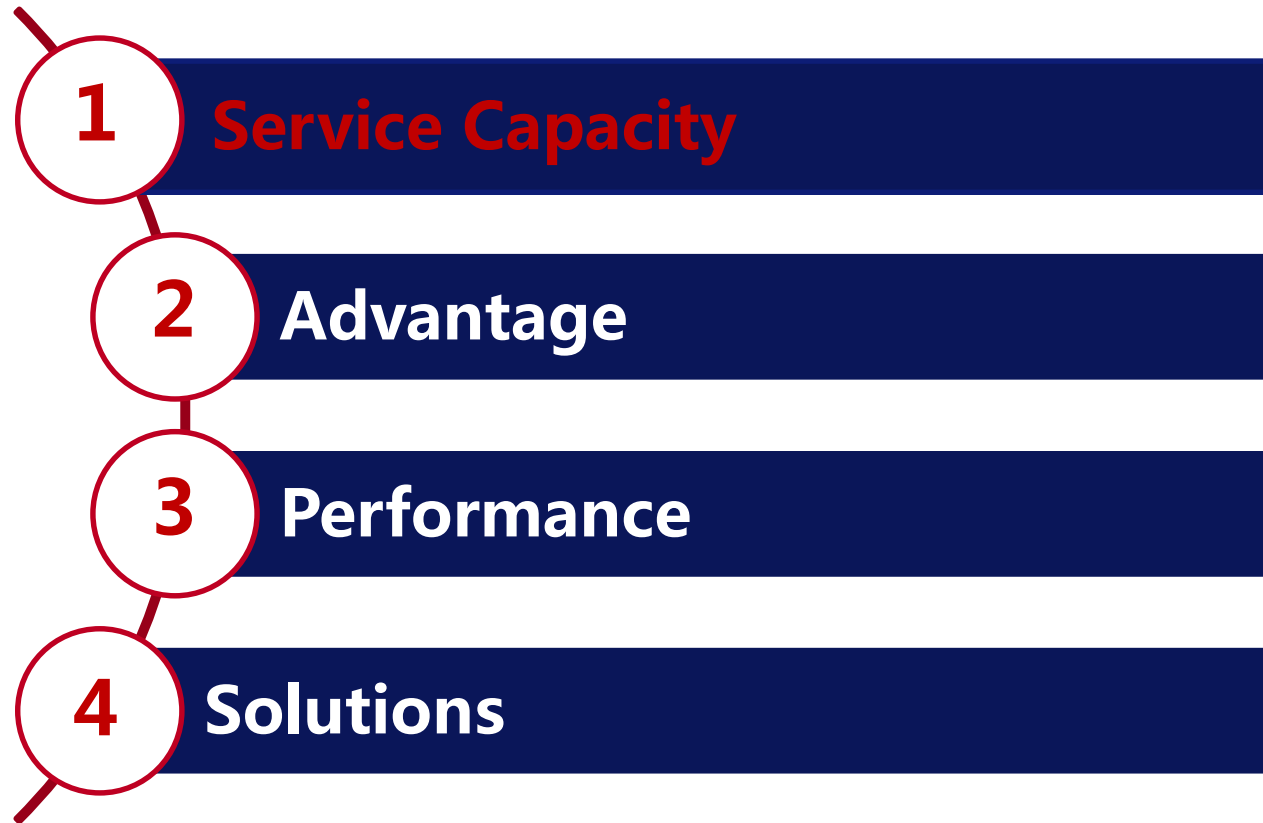 1
Service Capacity
2
Advantage
3
Performance
4
Solutions